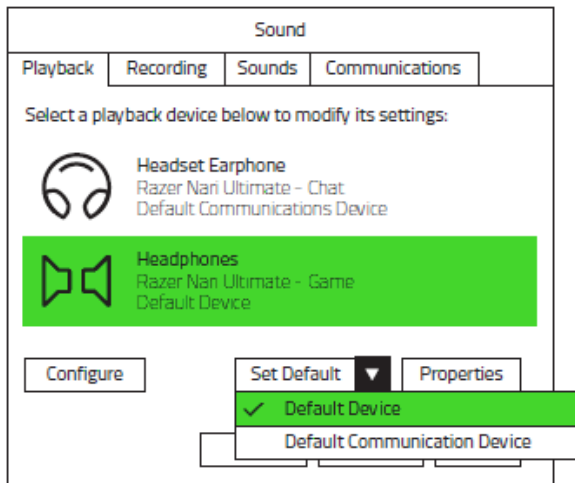 Sound
Playback Recording Sounds Communications
Select a playback device below to modify its settings:
Headset Earphone
Razer Nari Ultimate - Chat
Default Communications Device
Headphones
Razer Nari Ultimate - Game
Default Device
Configure Set Default Properties
Default Device
Default Communication Device